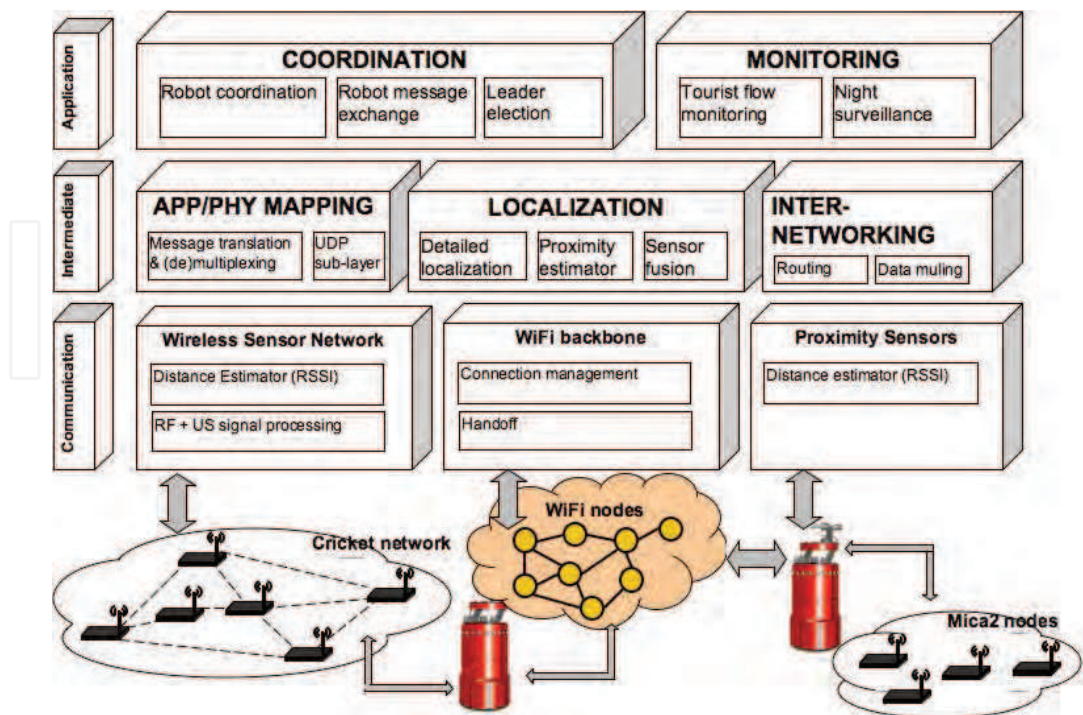 Application
COORDINATION
Robot coordination
Robot message
exchange
Leader
election
MONITORING
Tourist flow
monitoring
Night
surveillance
Intermediate
APP/PHY MAPPING
Message translation
& (de)multiplexing
UDP
sub-layer
LOCALIZATION
Detailed
localization
Proximity
estimator
Sensor
fusion
INTER-
NETWORKING
Routing
Data muling
Communication
Wireless Sensor Network
Distance Estimator (RSSI)
RF + US signal processing
WiFi backbone
Connection management
Handoff
Proximity Sensors
Distance estimator (RSSI)
Cricket network
WiFi nodes
Mica2 nodes